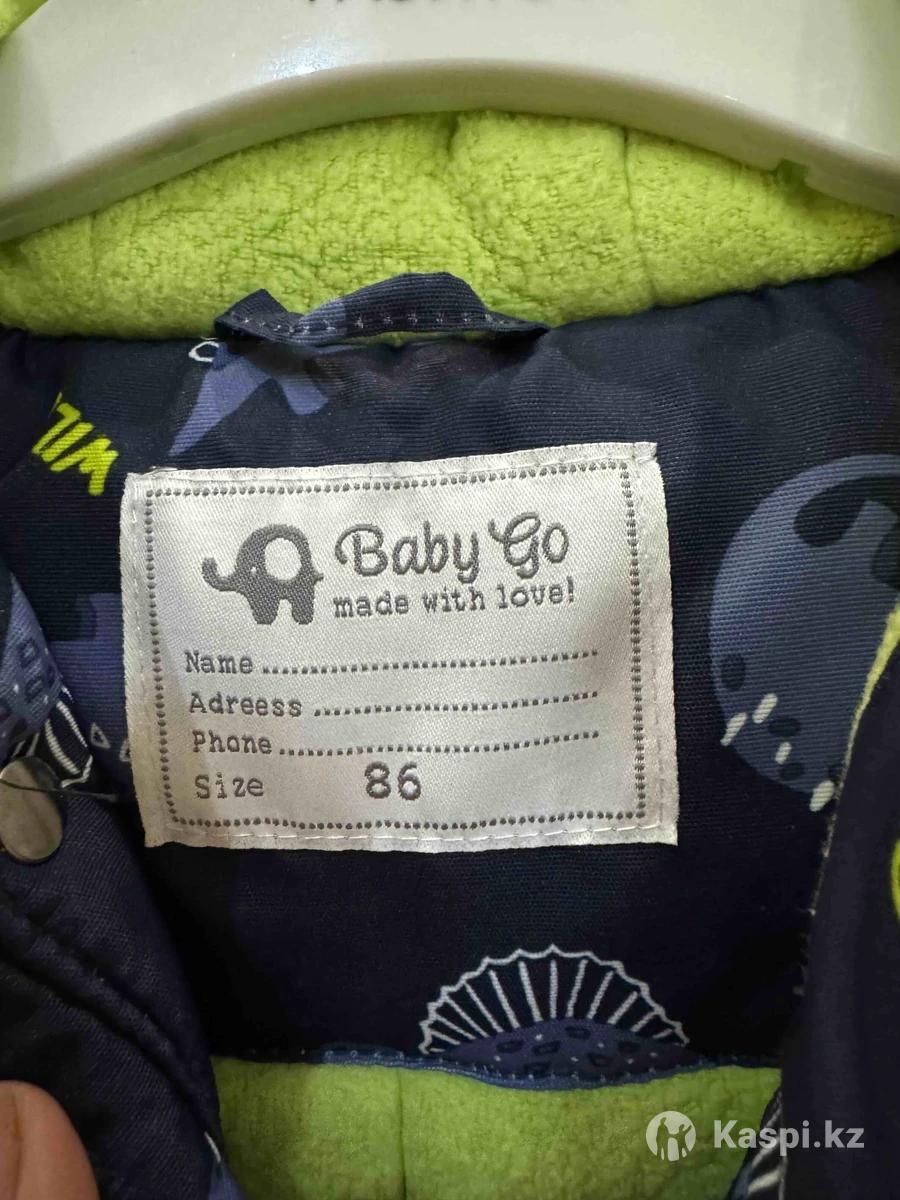 Baby Go
made with love!
Name
Adreess
Phone
Size 86
Kaspi.kz